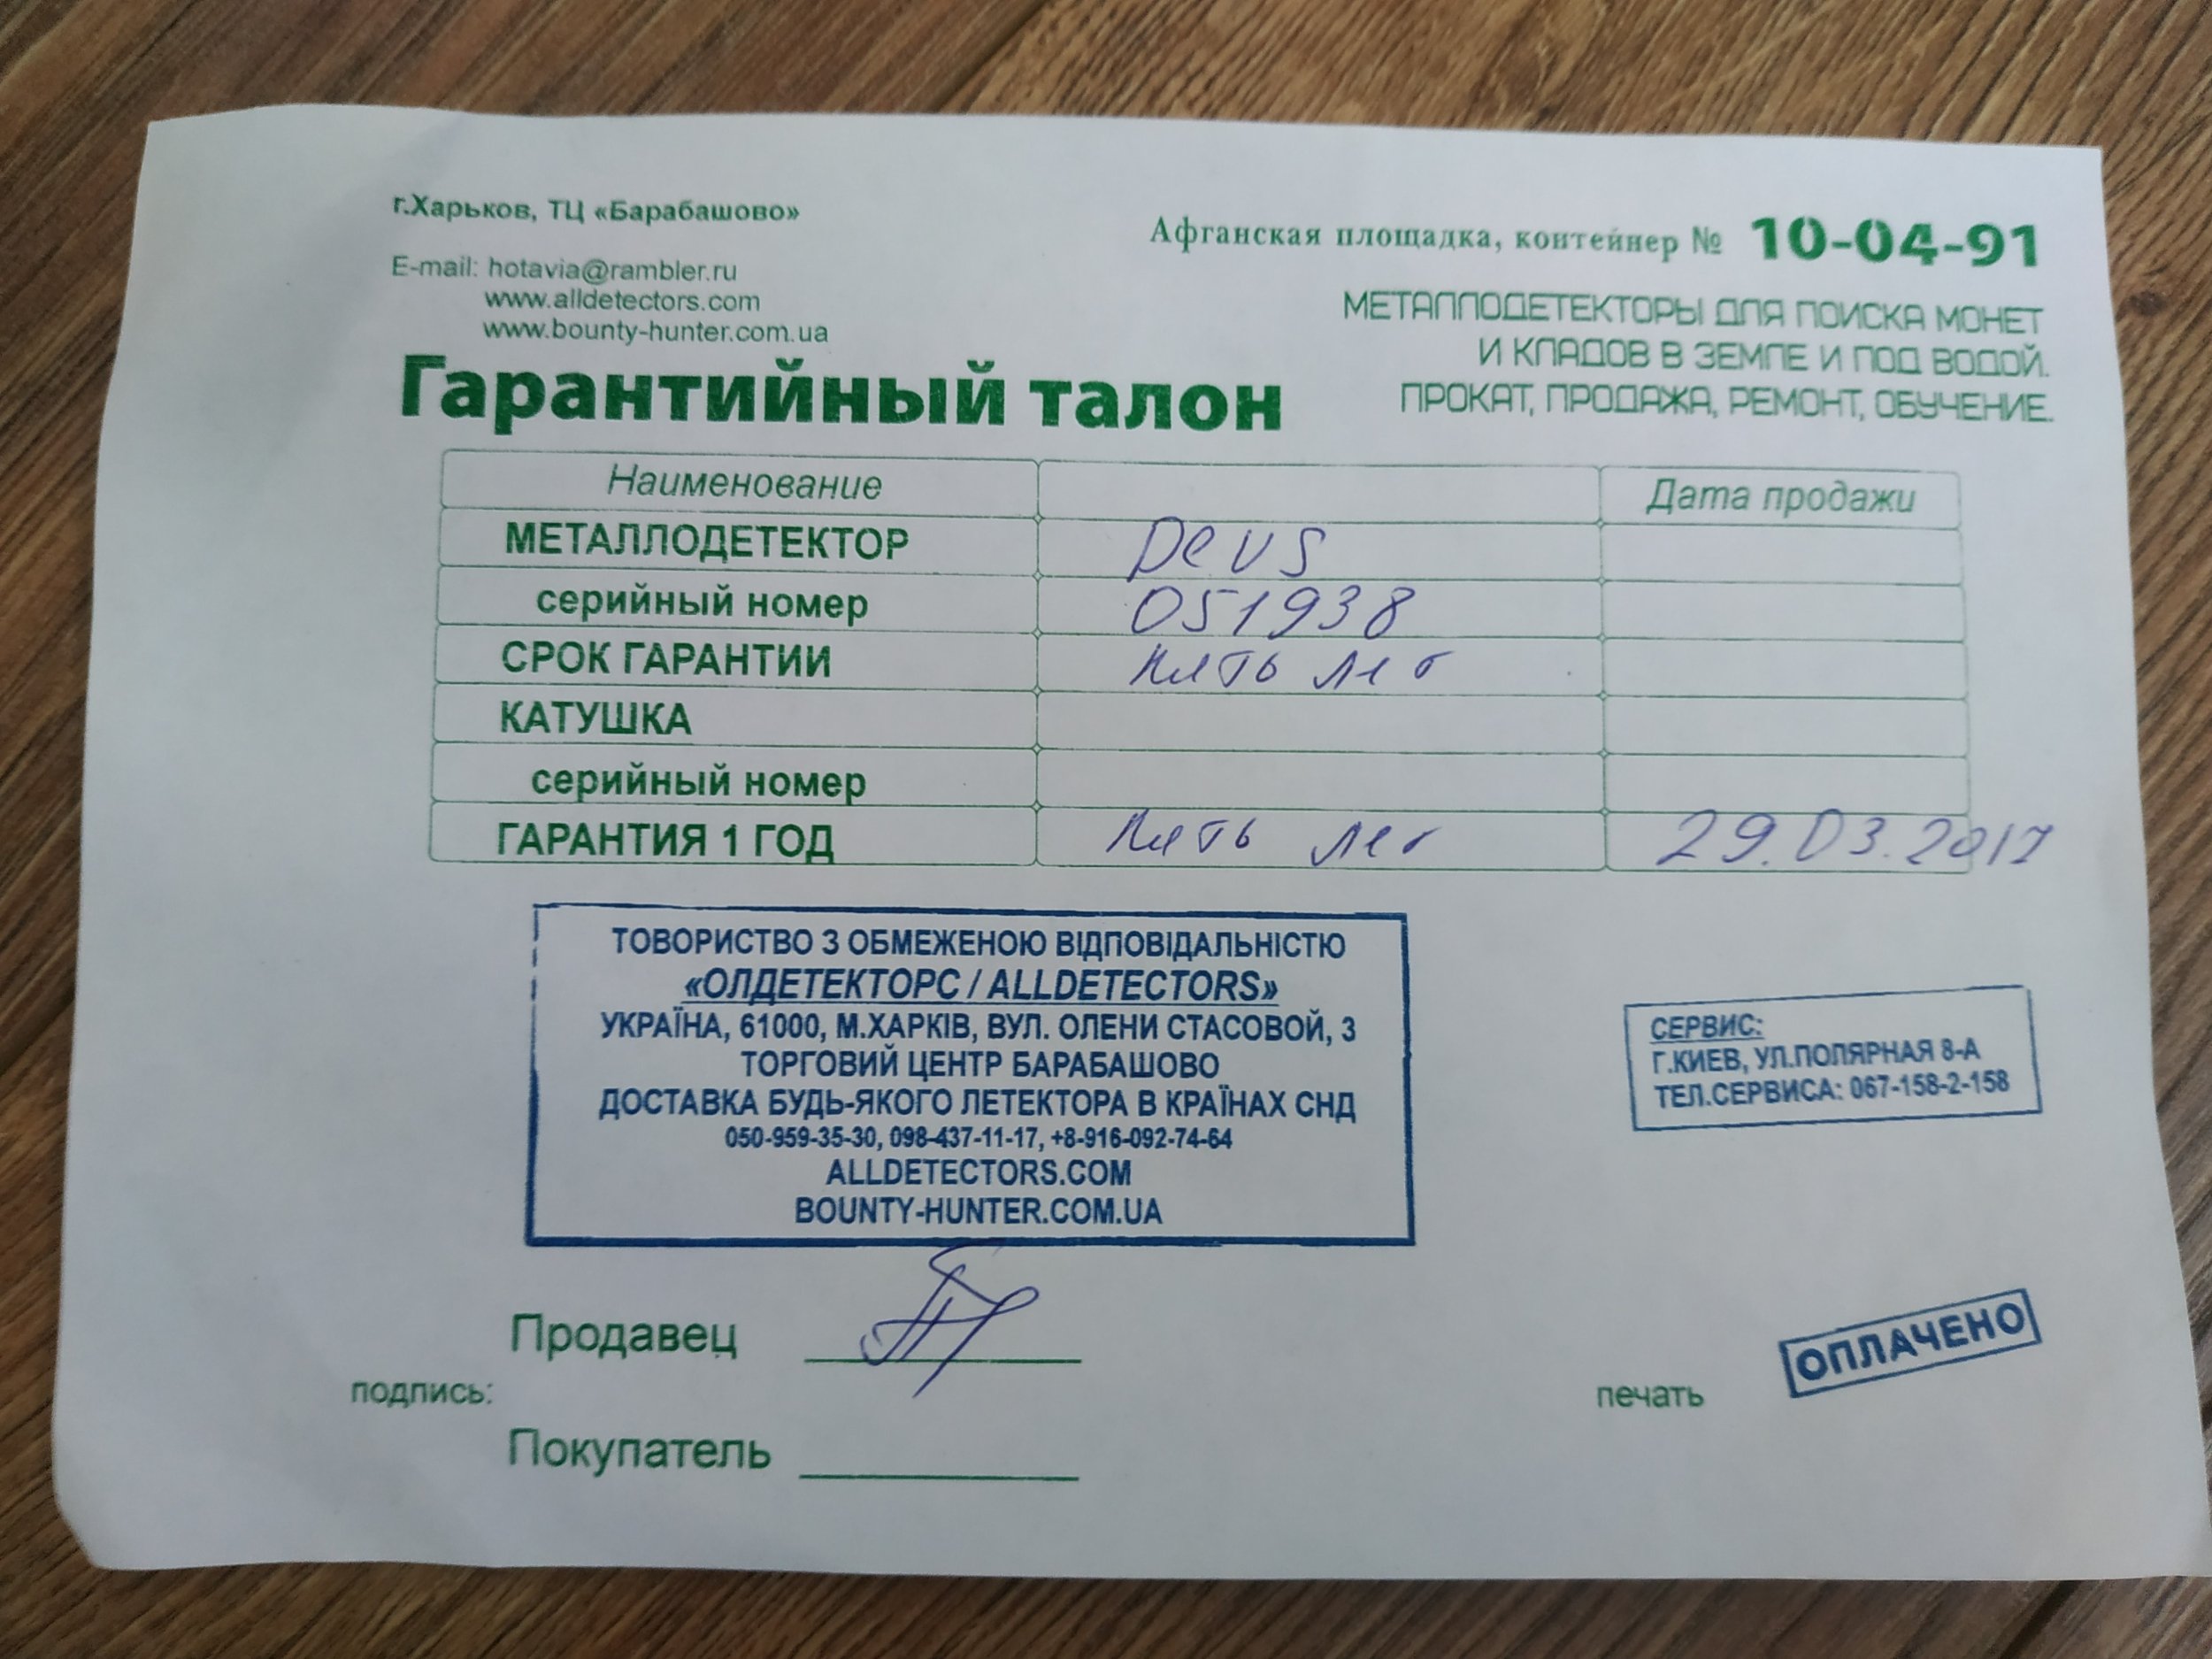 г.Харьков, ТЦ «Барабашово»
Афганская площадка, контейнер № 10-04-91
E-mail: hotavia@rambler.ru
www.alldetectors.com
www.bounty-hunter.com.ua
МЕТАЛЛОДЕТЕКТОРЫ ДЛЯ ПОИСКА МОНЕТ
И КЛАДОВ В ЗЕМЛЕ И ПОД ВОДОЙ.
ПРОКАТ, ПРОДАЖА, РЕМОНТ, ОБУЧЕНИЕ.
Гарантийный талон
Наименование Дата продажи
МЕТАЛЛОДЕТЕКТОР Deus
серийный номер 051938
СРОК ГАРАНТИИ пять лет
КАТУШКА
серийный номер
ГАРАНТИЯ 1 ГОД пять лет 29.03.2017
ТОВОРИСТВО З ОБМЕЖЕНОЮ ВІДПОВІДАЛЬНІСТЮ
«ОЛДЕТЕКТОРС / ALLDETECTORS»
УКРАЇНА, 61000, М.ХАРКІВ, ВУЛ. ОЛЕНИ СТАСОВОЙ, 3
ТОРГОВИЙ ЦЕНТР БАРАБАШОВО
ДОСТАВКА БУДЬ-ЯКОГО ЛЕТЕКТОРА В КРАЇНАХ СНД
050-959-35-30, 098-437-11-17, +8-916-092-74-64
ALLDETECTORS.COM
BOUNTY-HUNTER.COM.UA
СЕРВИС:
Г.КИЕВ, УЛ.ПОЛЯРНАЯ 8-А
ТЕЛ.СЕРВИСА: 067-158-2-158
Продавец
подпись:
Покупатель
печать
ОПЛАЧЕНО